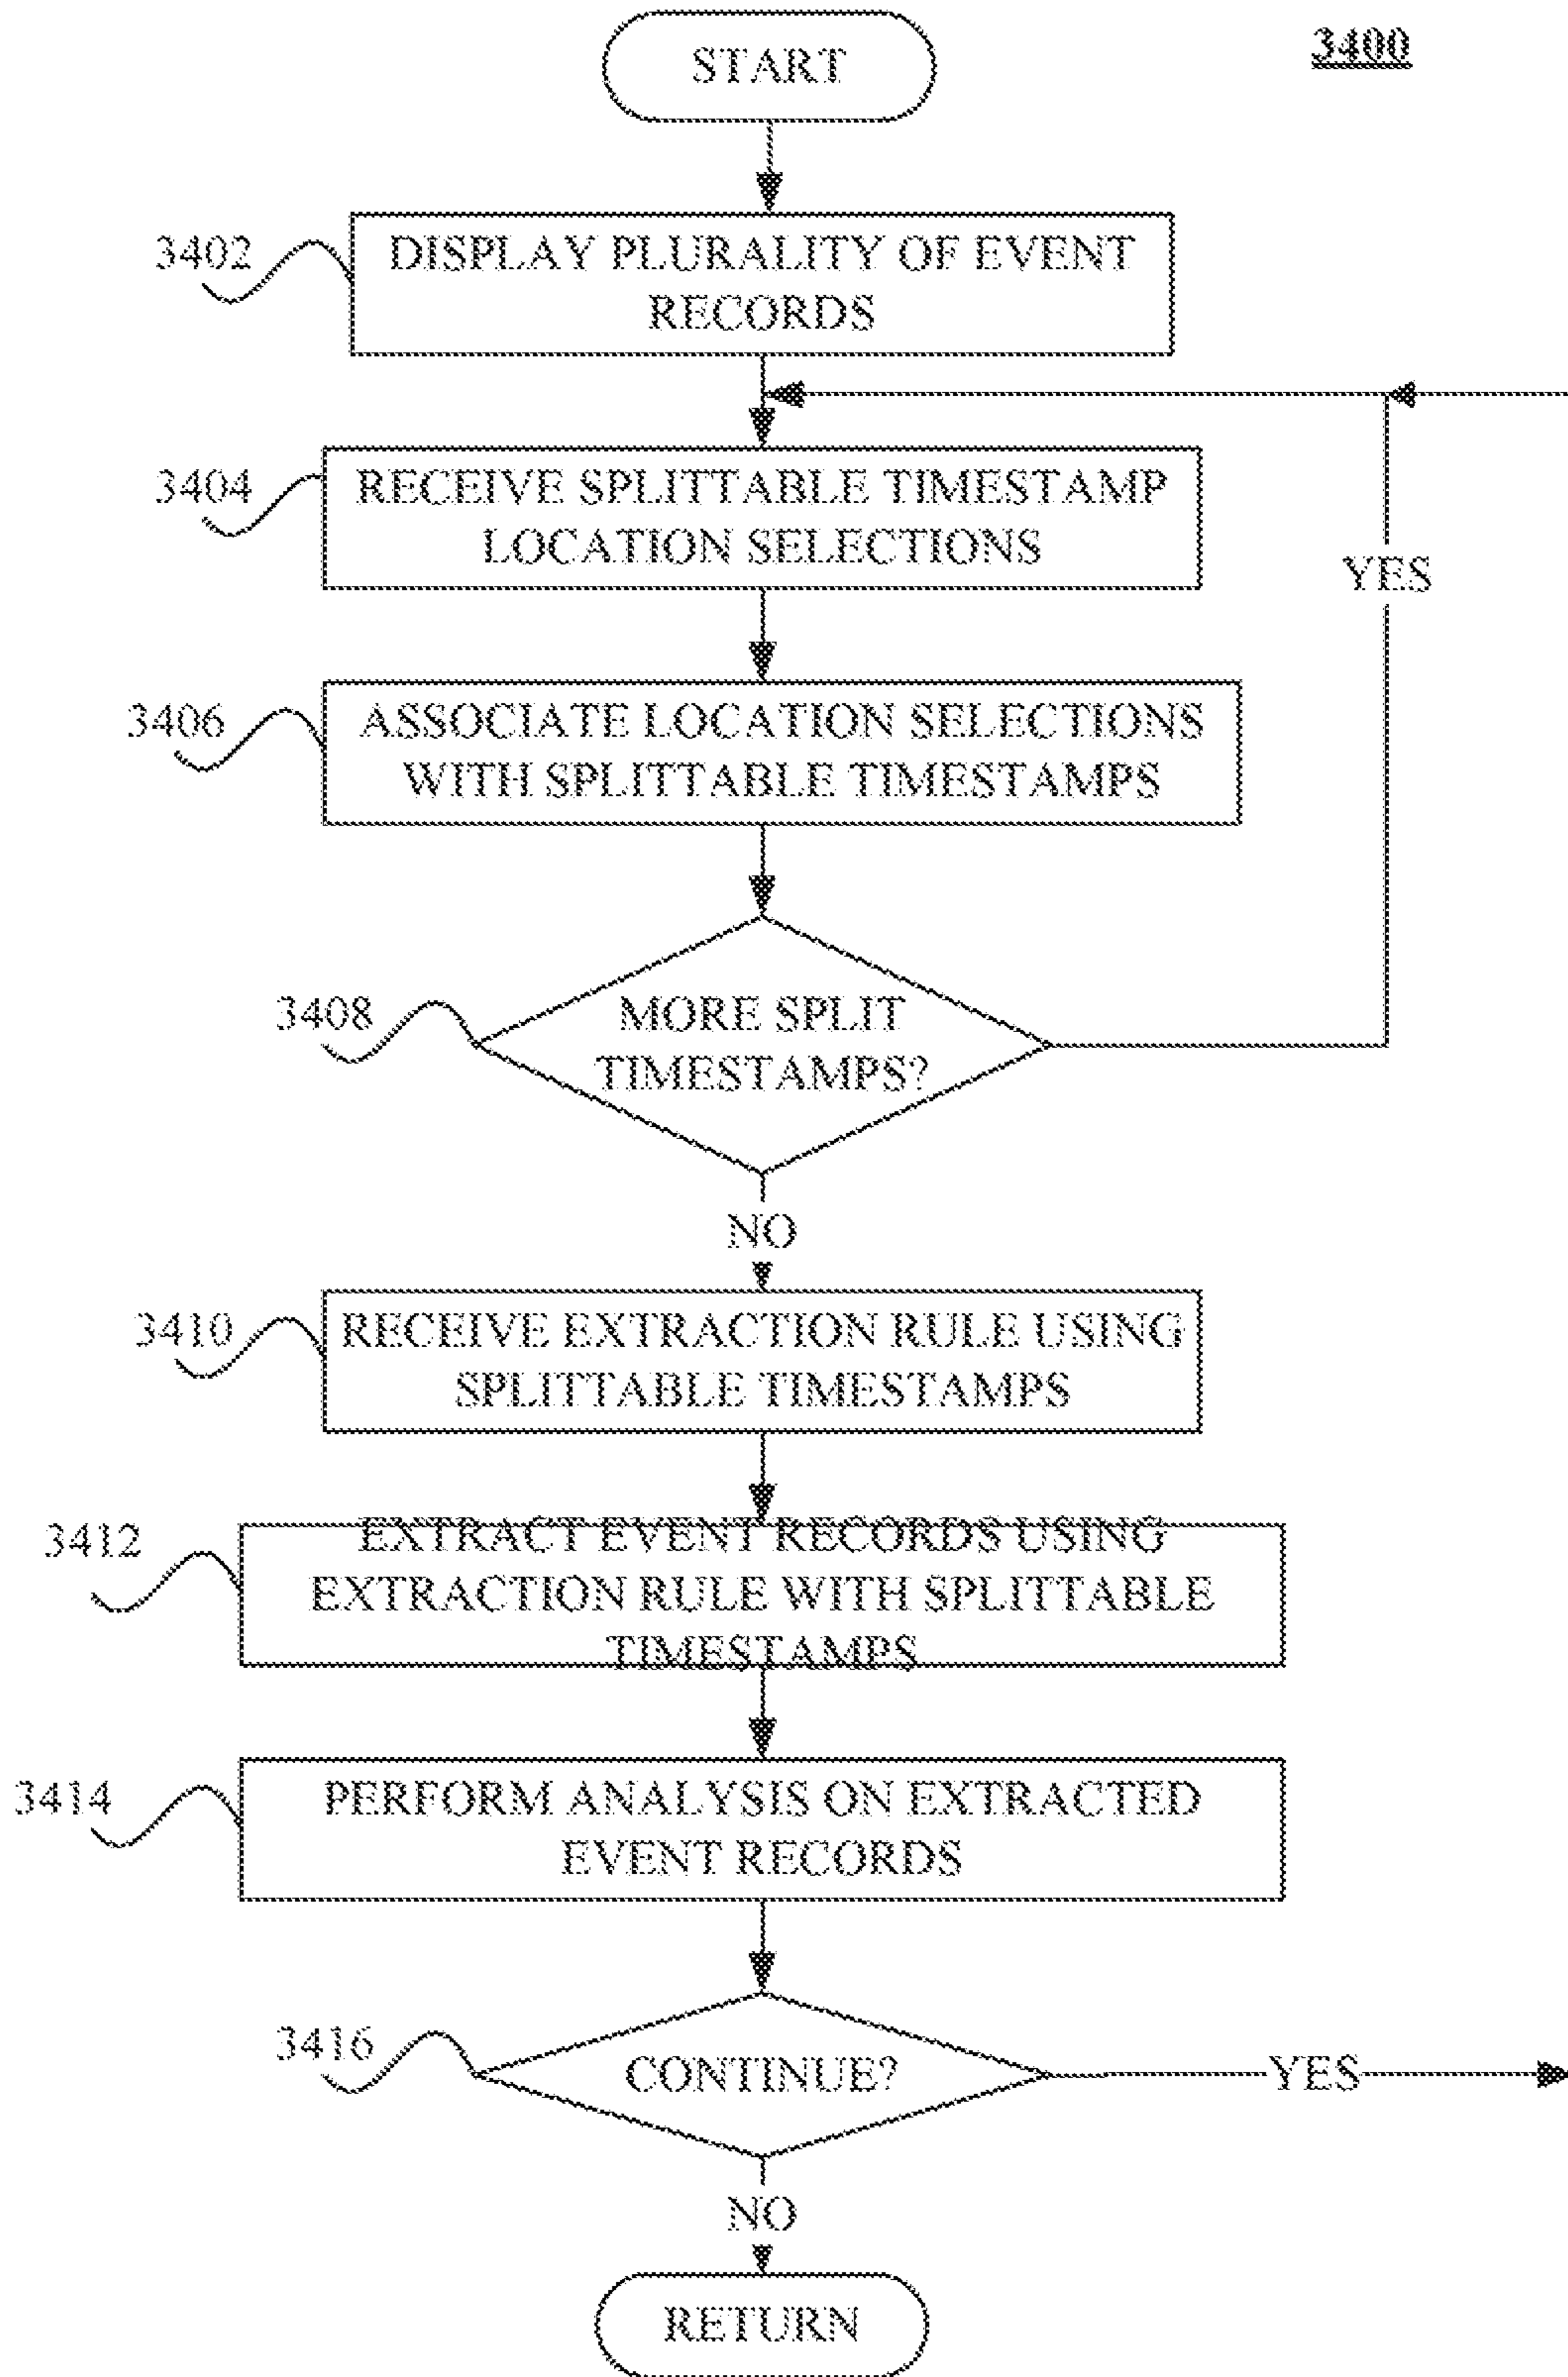 START
3400
3402
DISPLAY PLURALITY OF EVENT
RECORDS
3404
RECEIVE SPLITTABLE TIMESTAMP
LOCATION SELECTIONS
YES
3406
ASSOCIATE LOCATION SELECTIONS
WITH SPLITTABLE TIMESTAMPS
3408
MORE SPLIT
TIMESTAMPS?
NO
3410
RECEIVE EXTRACTION RULE USING
SPLITTABLE TIMESTAMPS
3412
EXTRACT EVENT RECORDS USING
EXTRACTION RULE WITH SPLITTABLE
TIMESTAMPS
3414
PERFORM ANALYSIS ON EXTRACTED
EVENT RECORDS
3416
CONTINUE?
YES
NO
RETURN